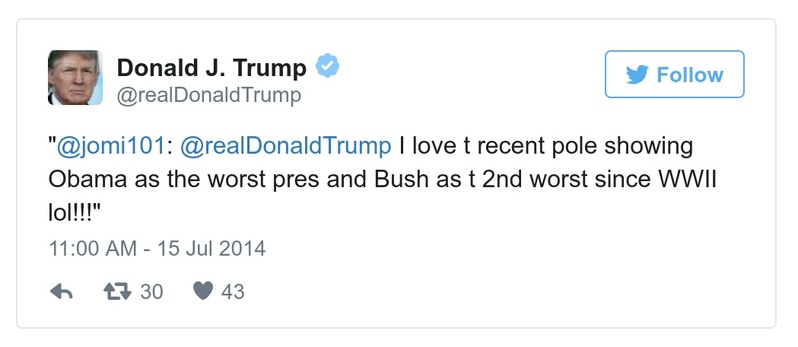 Donald J. Trump
@realDonaldTrump
Follow
"@jomi101: @realDonaldTrump I love t recent pole showing
Obama as the worst pres and Bush as t 2nd worst since WWII
lol!!!"
11:00 AM - 15 Jul 2014
30 43